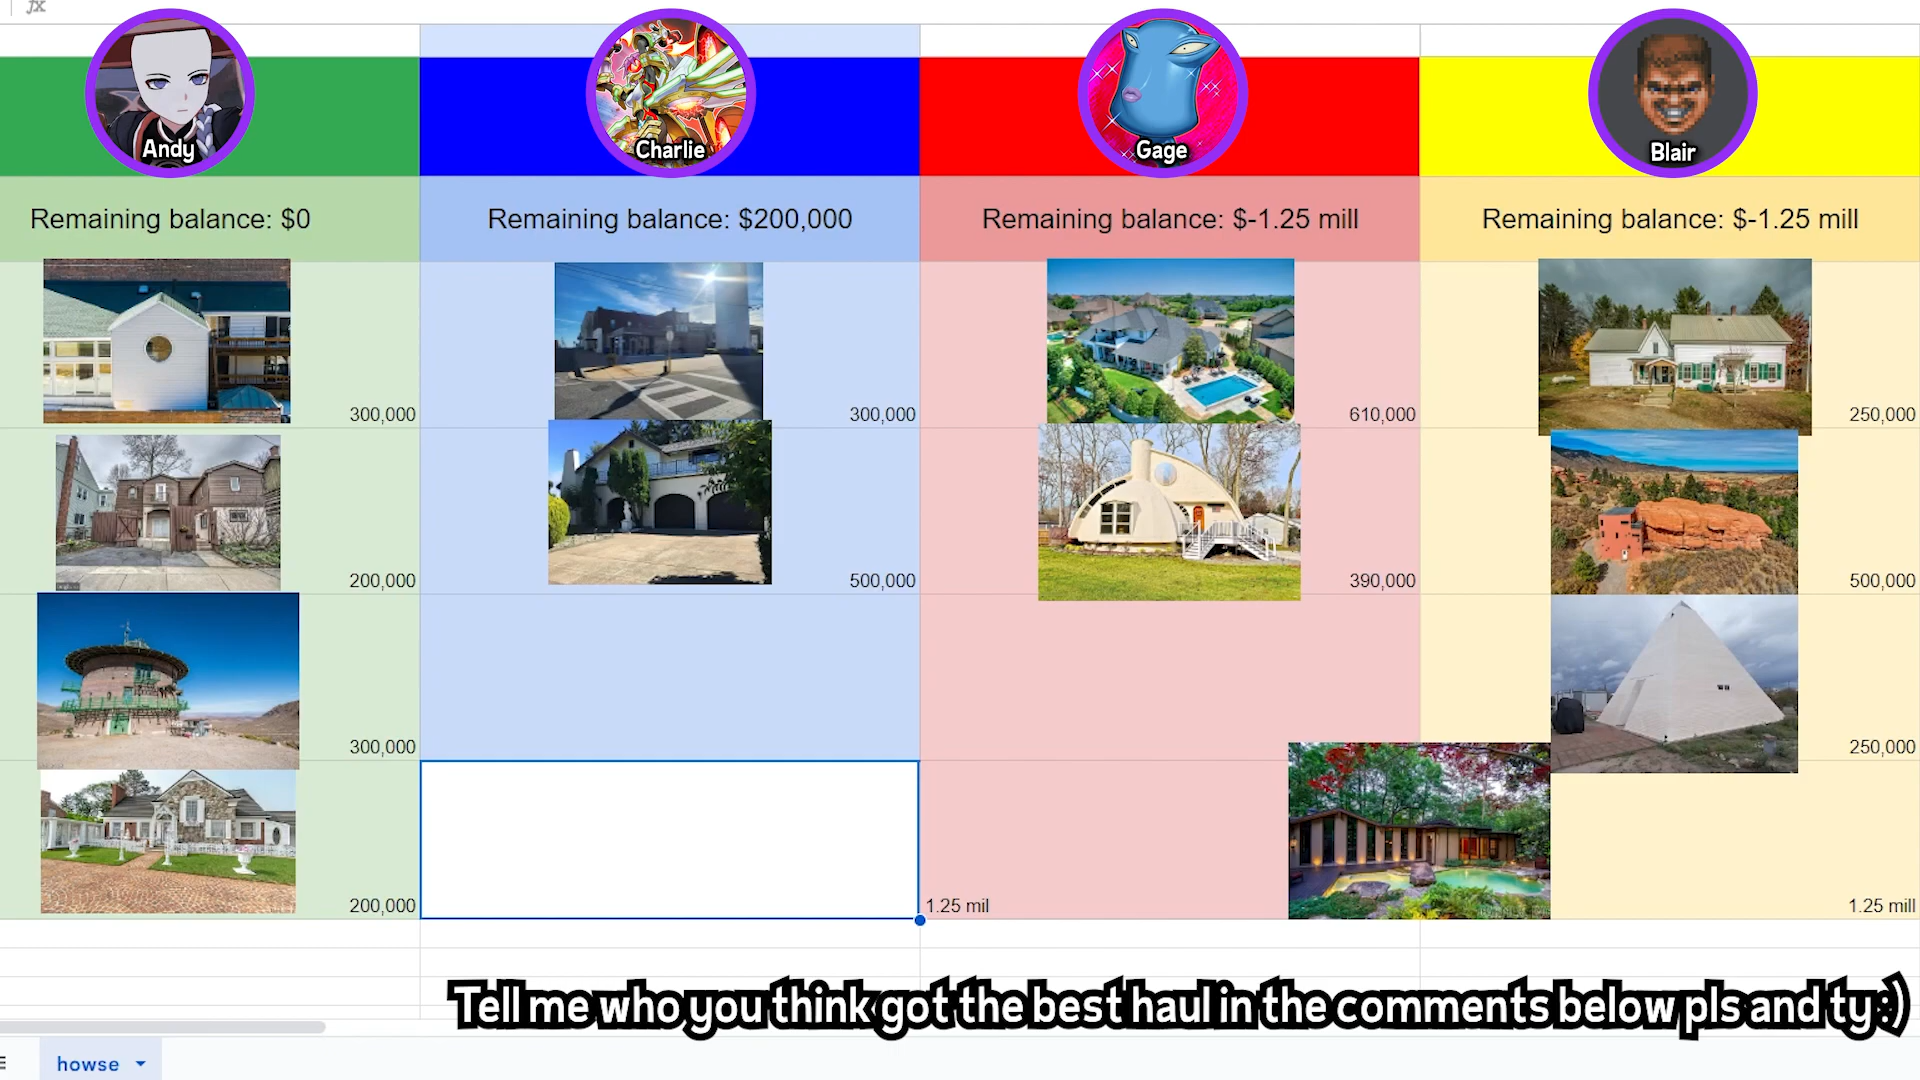 fx
Andy
Charlie
Gage
Blair
Remaining balance: $0
Remaining balance: $200,000
Remaining balance: $-1.25 mill
Remaining balance: $-1.25 mill
300,000
300,000
610,000
250,000
200,000
500,000
390,000
500,000
300,000
250,000
200,000
1.25 mil
1.25 mill
Tell me who you think got the best haul in the comments below pls and ty :)
howse